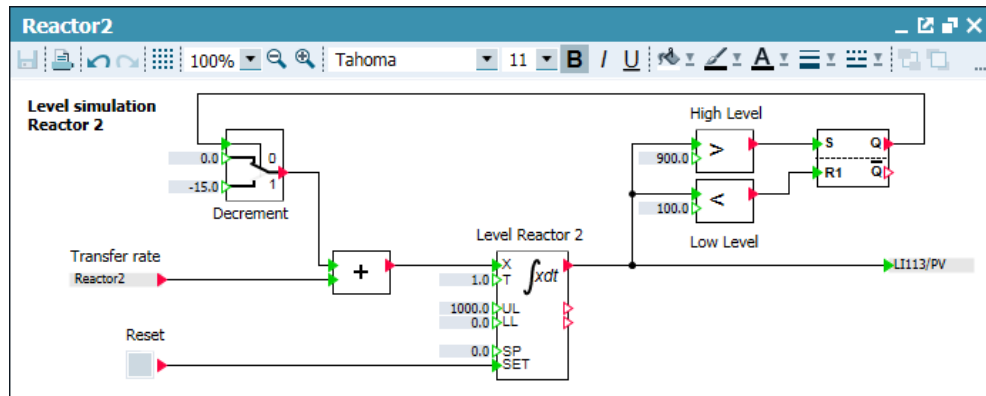 Reactor2
100% Tahoma 11 B I U A ...
Level simulation
Reactor 2
High Level
0.0 0 > S Q
900.0
-15.0 1 < R1 Q
Decrement 100.0
Level Reactor 2 Low Level
Transfer rate
X ∫xdt LI113/PV
Reactor2 + 1.0 T
1000.0 UL
0.0 LL
Reset
0.0 SP
SET